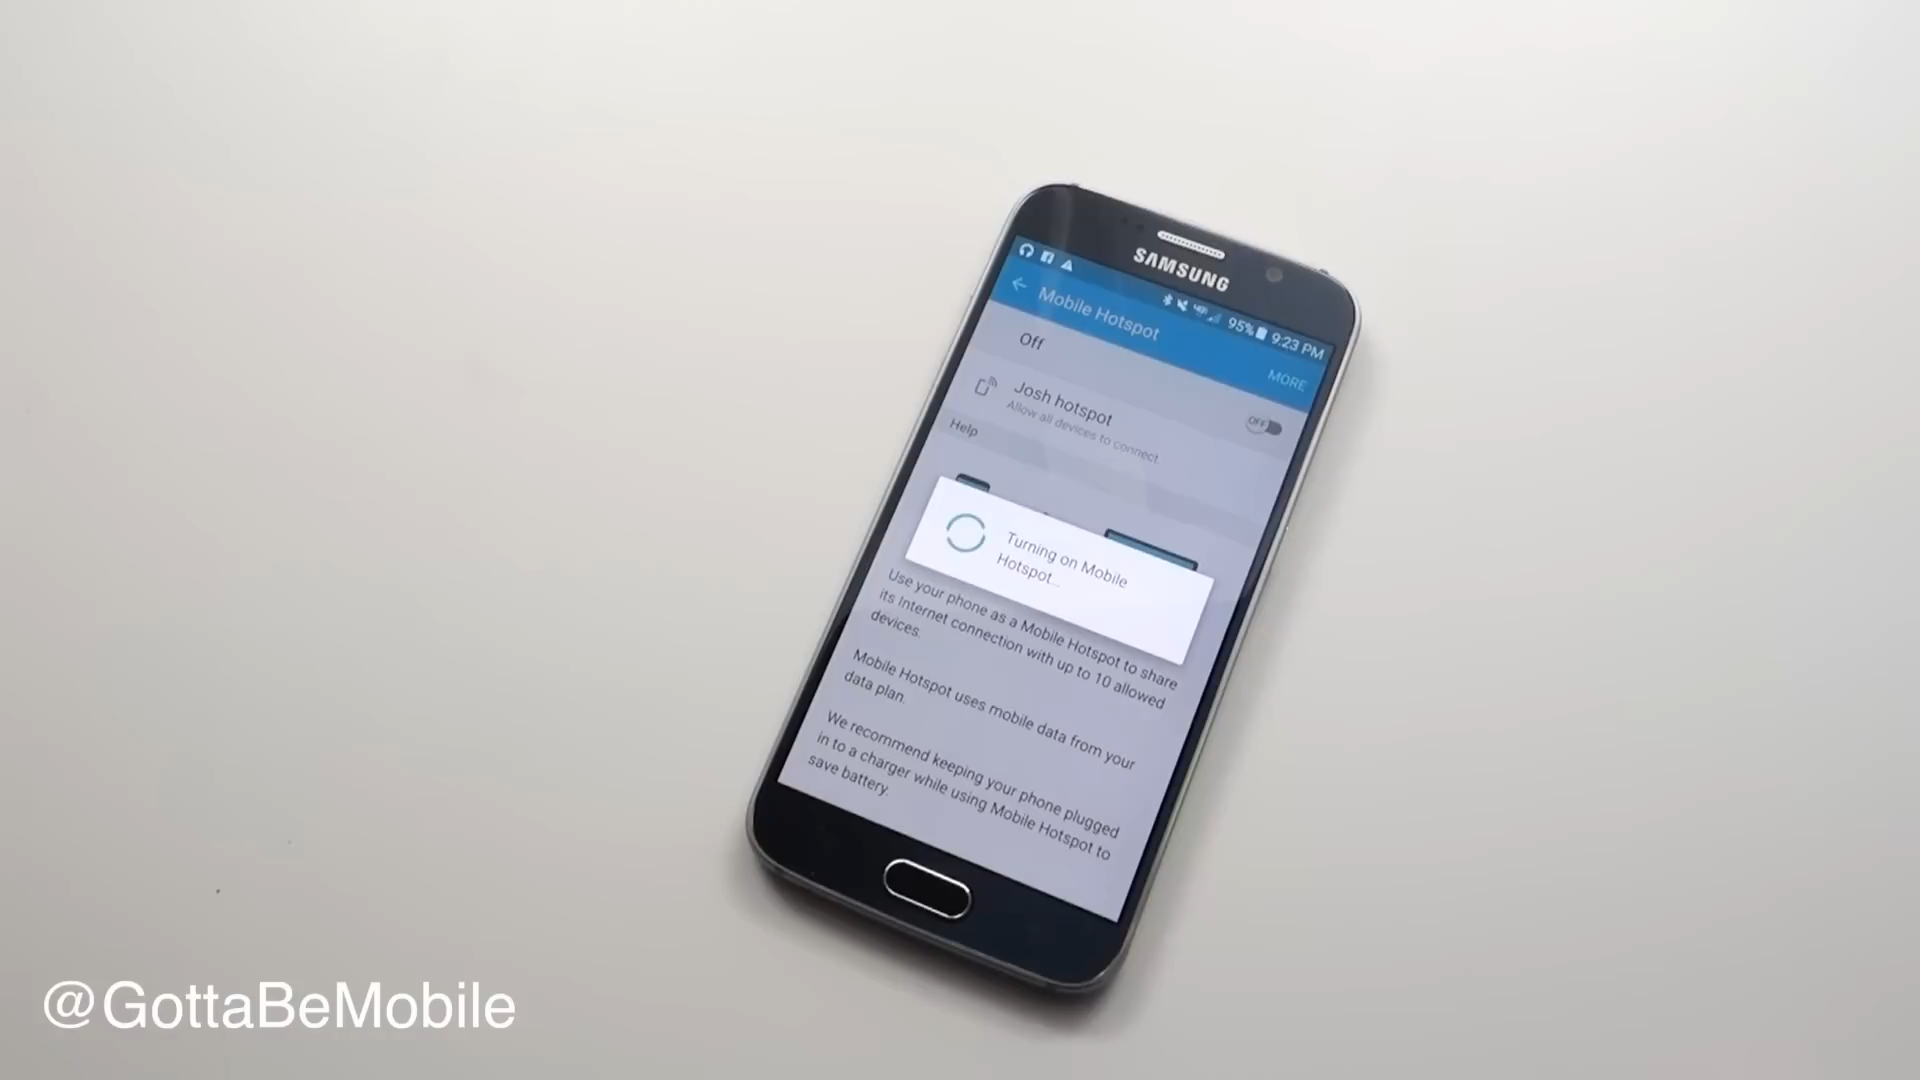 SAMSUNG
95% 9:23 PM
Mobile Hotspot
MORE
Off
Josh hotspot
Allow all devices to connect.
OFF
Help
Turning on Mobile
Hotspot...
Use your phone as a Mobile Hotspot to share
its Internet connection with up to 10 allowed
devices.
Mobile Hotspot uses mobile data from your
data plan.
We recommend keeping your phone plugged
in to a charger while using Mobile Hotspot to
save battery.
@GottaBeMobile